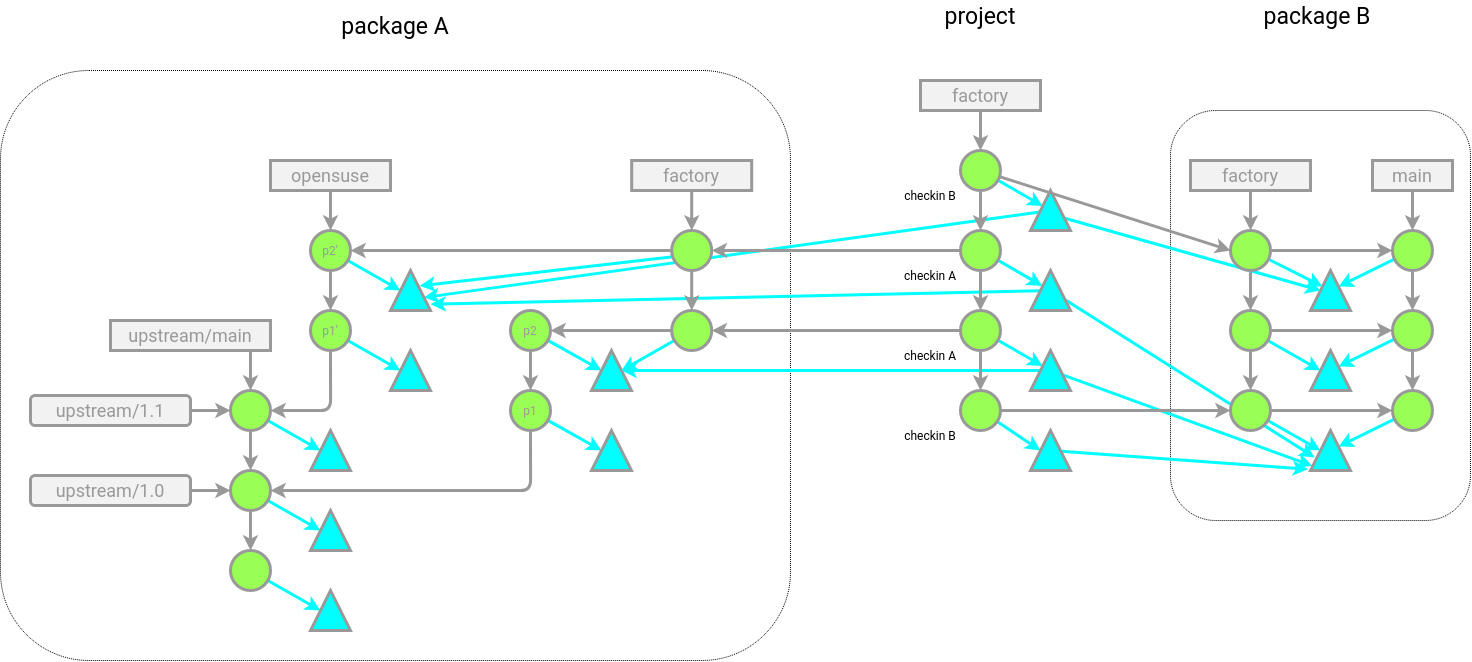 package A
project
package B
factory
opensuse
factory
factory
main
checkin B
p2'
checkin A
upstream/main
p1'
p2
checkin A
upstream/1.1
p1
checkin B
upstream/1.0